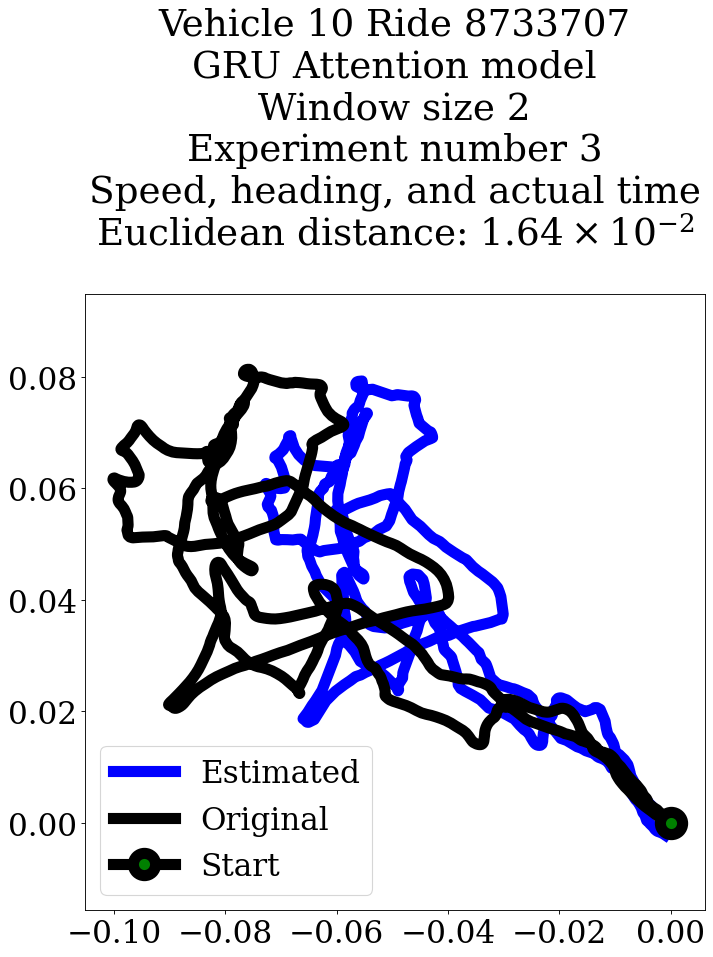 Vehicle 10 Ride 8733707
GRU Attention model
Window size 2
Experiment number 3
Speed, heading, and actual time
Euclidean distance: 1.64 × 10⁻²
0.08
0.06
0.04
0.02
0.00
Estimated
Original
Start
−0.10 −0.08 −0.06 −0.04 −0.02 0.00